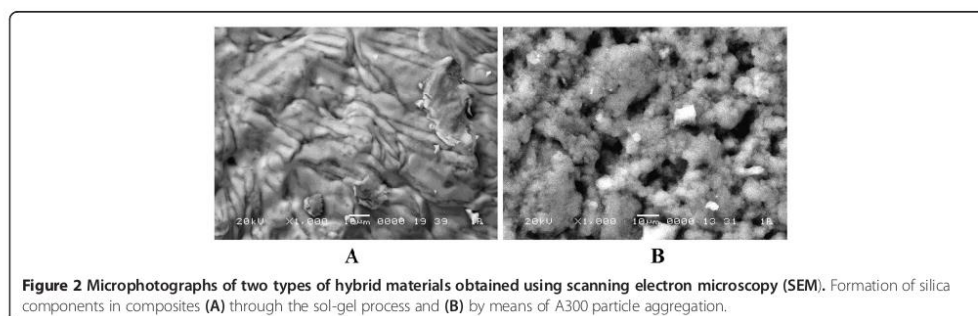 20kV X1,000 10μm 0000 19 39 1R
20kV X1,000 10μm 0000 13 31 1R
A
B
Figure 2 Microphotographs of two types of hybrid materials obtained using scanning electron microscopy (SEM). Formation of silica
components in composites (A) through the sol-gel process and (B) by means of A300 particle aggregation.